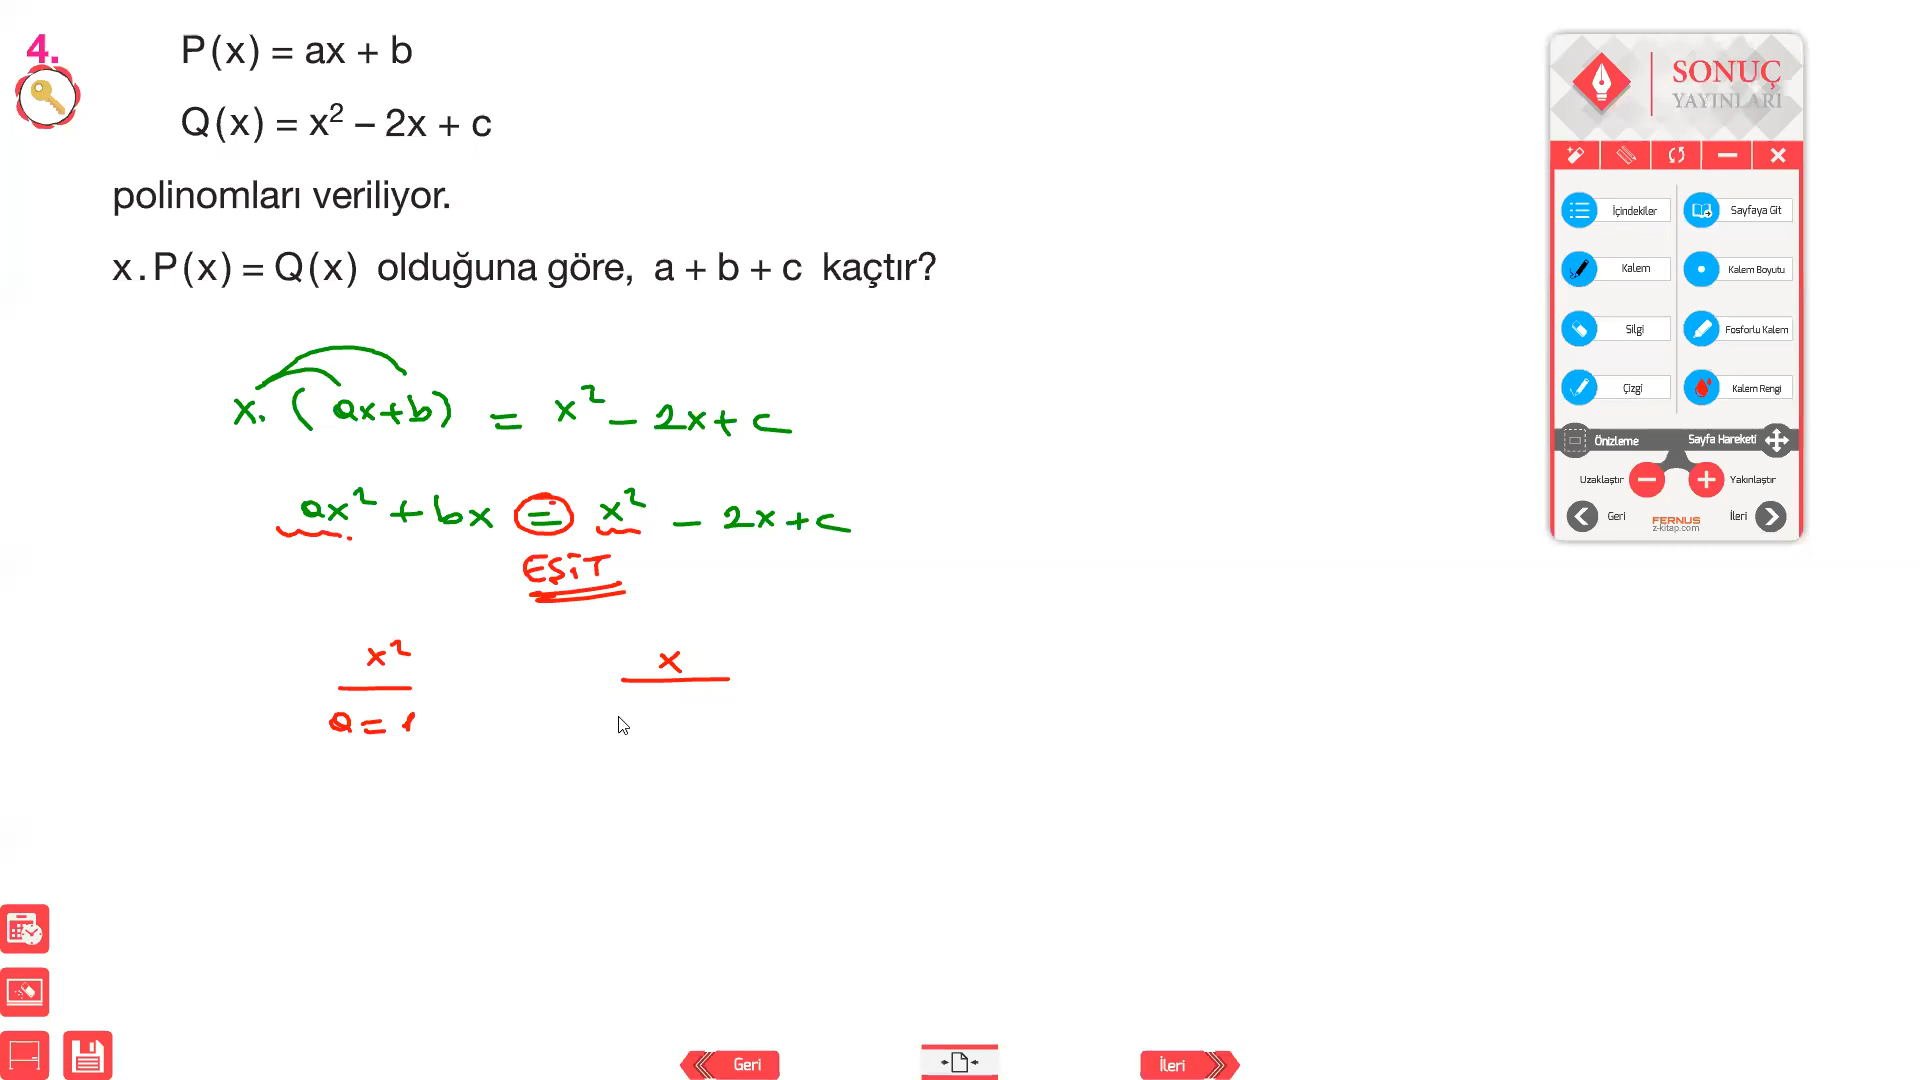 4.
P(x) = ax + b
Q(x) = x² – 2x + c
polinomları veriliyor.
x . P(x) = Q(x) olduğuna göre, a + b + c kaçtır?
x. (ax+b) = x² – 2x + c
ax² + bx = x² – 2x + c
EŞİT
x²
a = 1
x
SONUÇ
YAYINLARI
İçindekiler
Sayfaya Git
Kalem
Kalem Boyutu
Silgi
Fosforlu Kalem
Çizgi
Kalem Rengi
Önizleme
Sayfa Hareketi
Uzaklaştır
Yakınlaştır
Geri
FERNUS
z-kitap.com
İleri
Geri
İleri